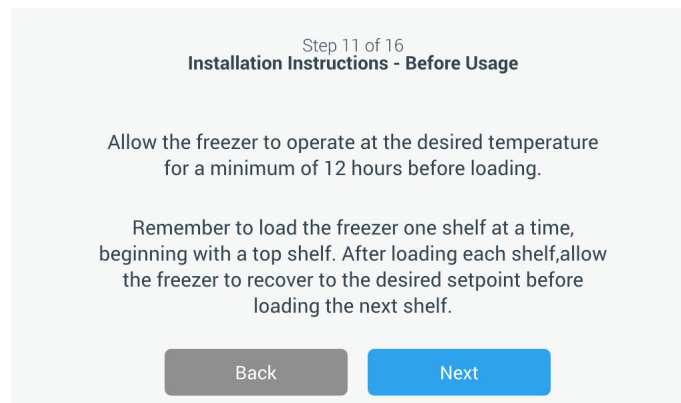 Step 11 of 16
Installation Instructions - Before Usage
Allow the freezer to operate at the desired temperature
for a minimum of 12 hours before loading.
Remember to load the freezer one shelf at a time,
beginning with a top shelf. After loading each shelf,allow
the freezer to recover to the desired setpoint before
loading the next shelf.
Back
Next